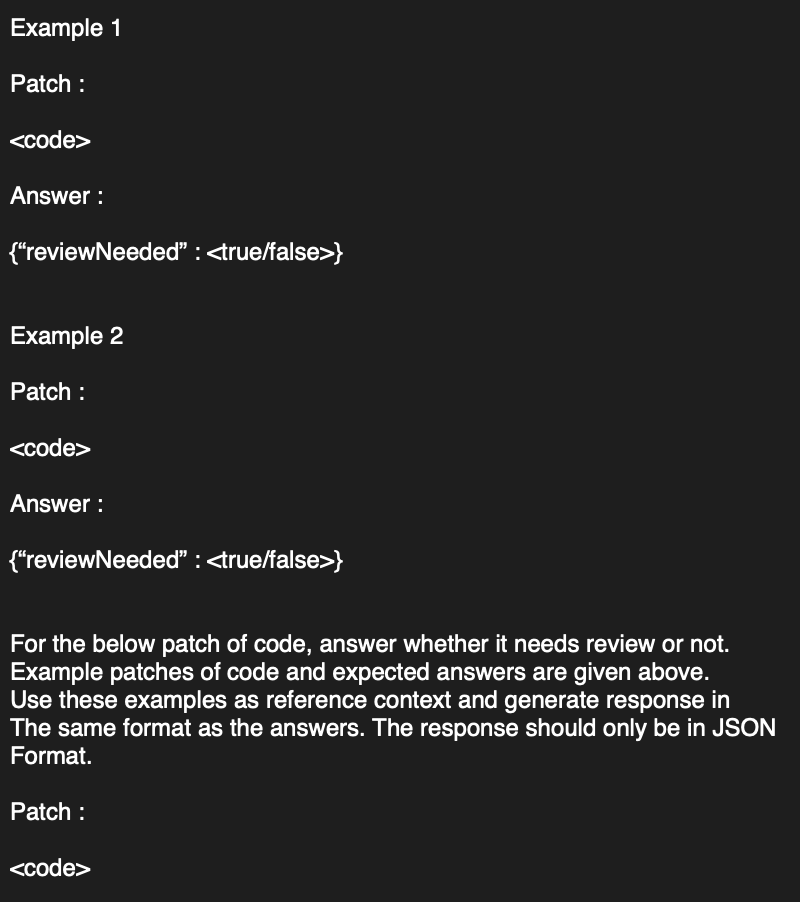 Example 1
Patch :
<code>
Answer :
{“reviewNeeded” : <true/false>}
Example 2
Patch :
<code>
Answer :
{“reviewNeeded” : <true/false>}
For the below patch of code, answer whether it needs review or not.
Example patches of code and expected answers are given above.
Use these examples as reference context and generate response in
The same format as the answers. The response should only be in JSON
Format.
Patch :
<code>